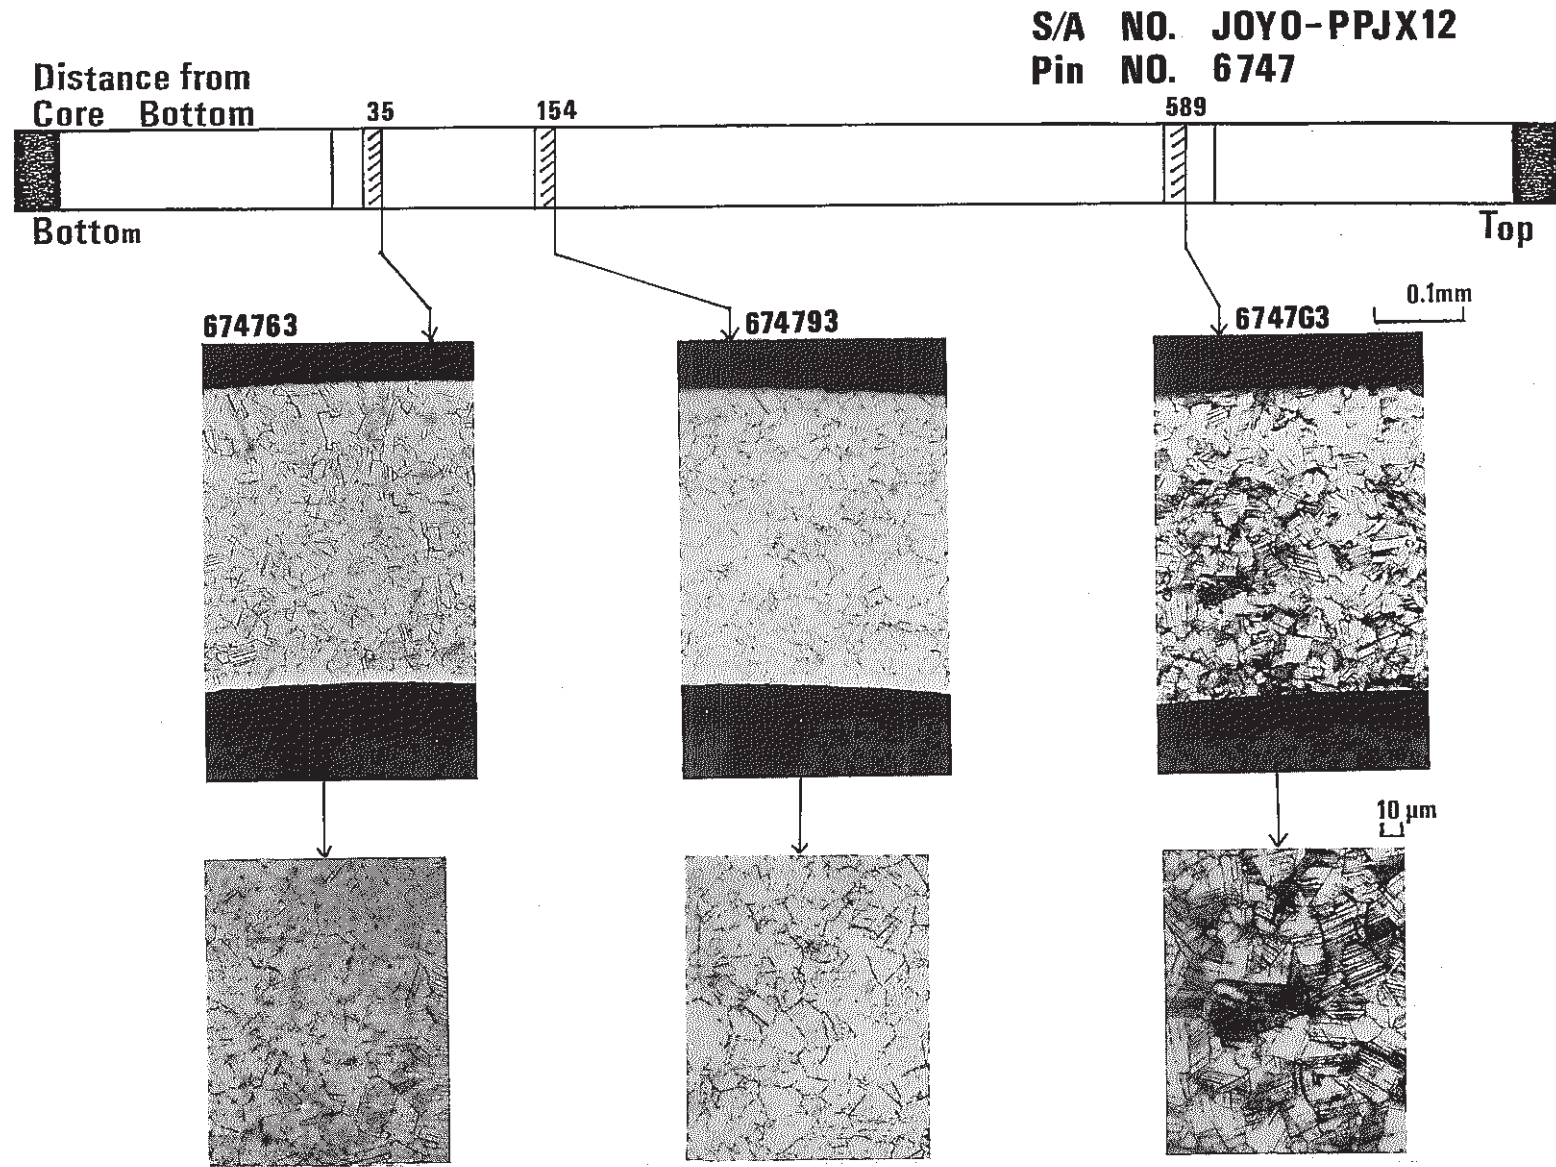 S/A NO. JOYO-PPJX12
Pin NO. 6747
Distance from
Core Bottom
35
154
589
Bottom
Top
0.1mm
674763
674793
6747G3
10 µm